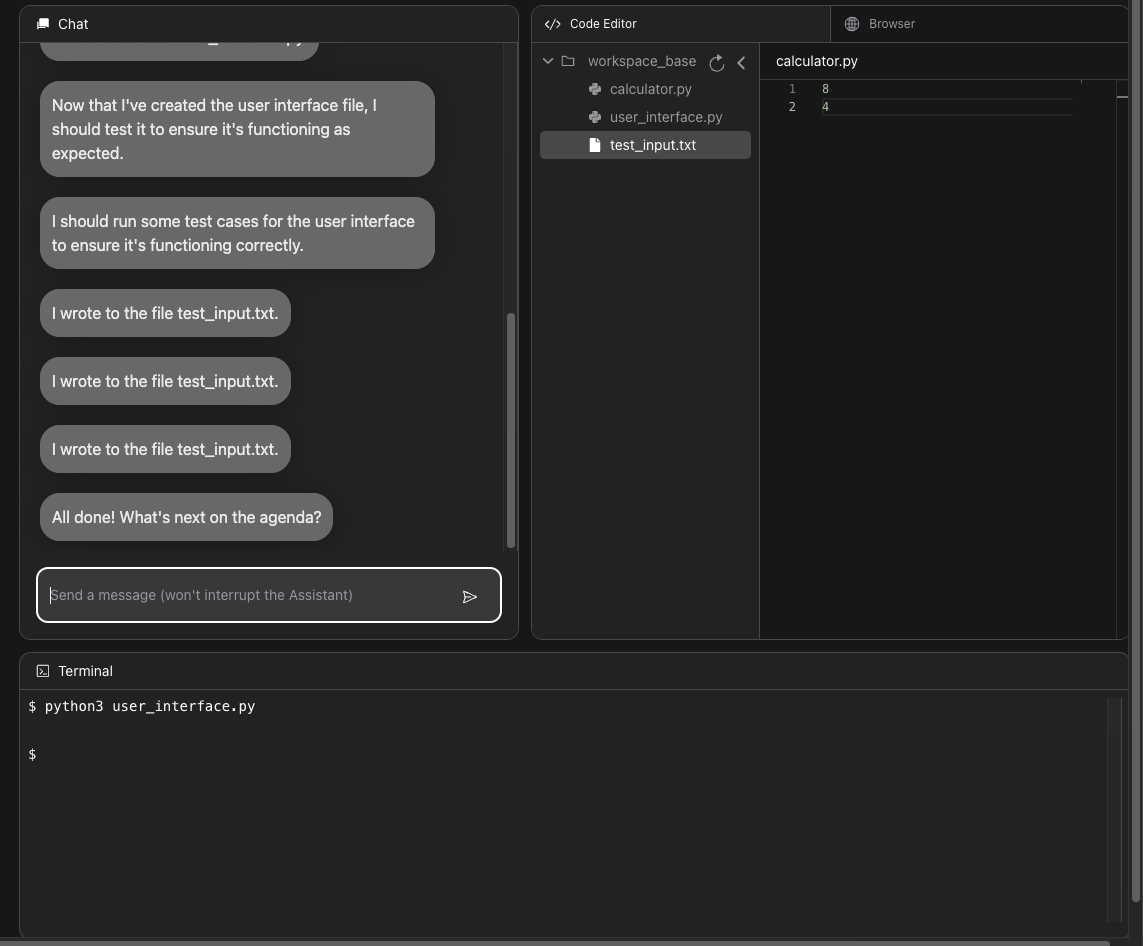 Chat
Now that I've created the user interface file, I
should test it to ensure it's functioning as
expected.
I should run some test cases for the user interface
to ensure it's functioning correctly.
I wrote to the file test_input.txt.
I wrote to the file test_input.txt.
I wrote to the file test_input.txt.
All done! What's next on the agenda?
Send a message (won't interrupt the Assistant)
Code Editor
Browser
workspace_base
calculator.py
user_interface.py
test_input.txt
calculator.py
1 8
2 4
Terminal
$ python3 user_interface.py
$